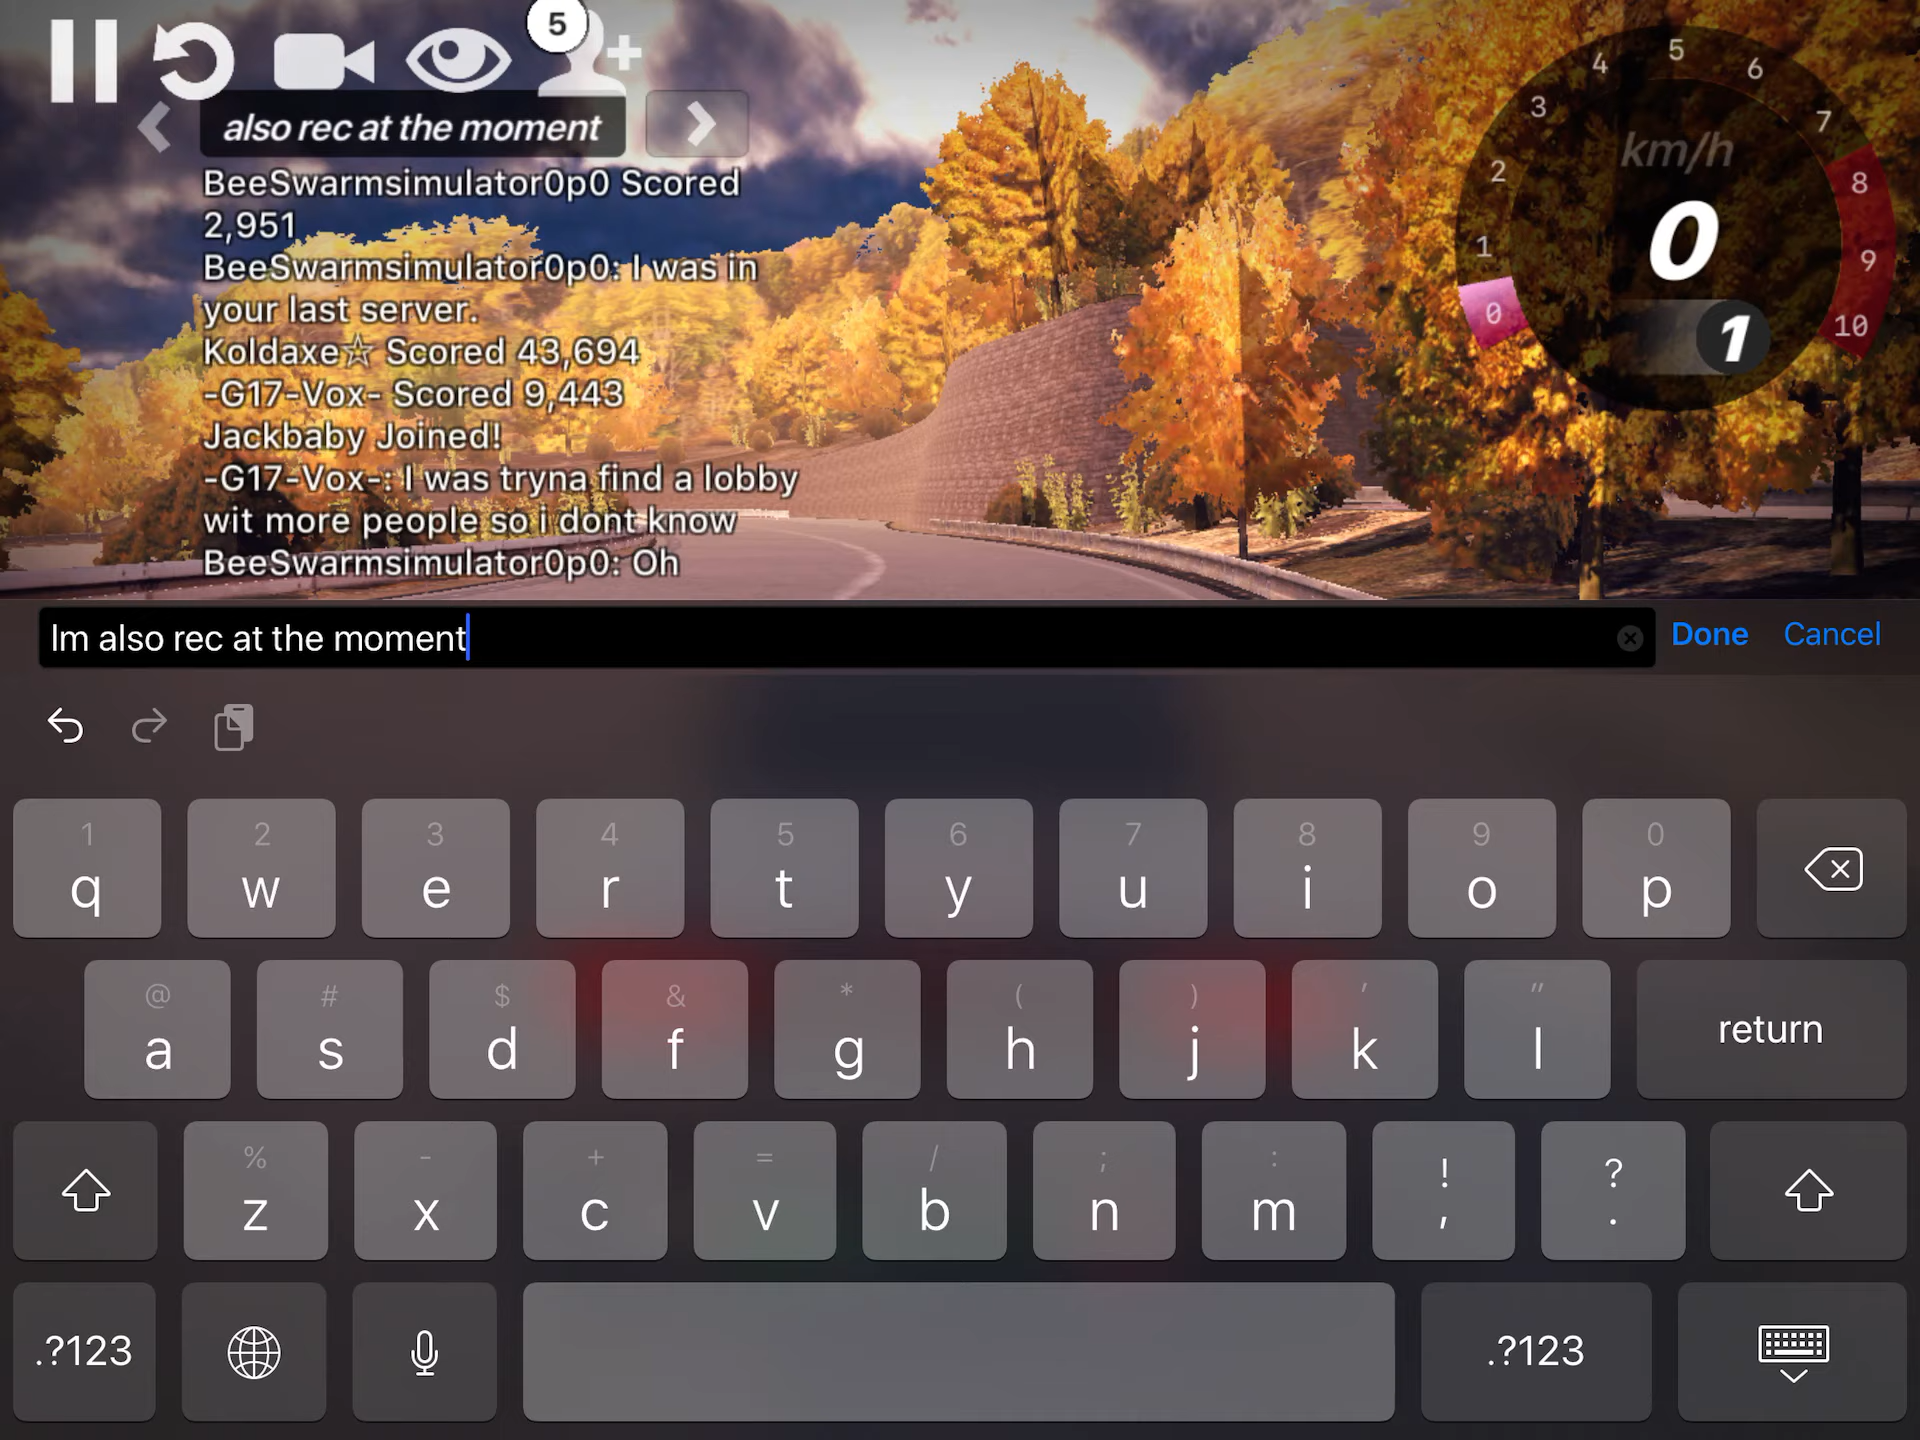 5
also rec at the moment
BeeSwarmsimulator0p0 Scored
2,951
BeeSwarmsimulator0p0: I was in
your last server.
Koldaxe☆ Scored 43,694
-G17-Vox- Scored 9,443
Jackbaby Joined!
-G17-Vox-: I was tryna find a lobby
wit more people so i dont know
BeeSwarmsimulator0p0: Oh
0 1 2 3 4 5 6 7 8 9 10
km/h
0
1
Im also rec at the moment
Done Cancel
1 2 3 4 5 6 7 8 9 0
q w e r t y u i o p
@ # $ & * ( ) ' "
a s d f g h j k l return
% - + = / ; : ! ?
z x c v b n m , .
.?123 .?123